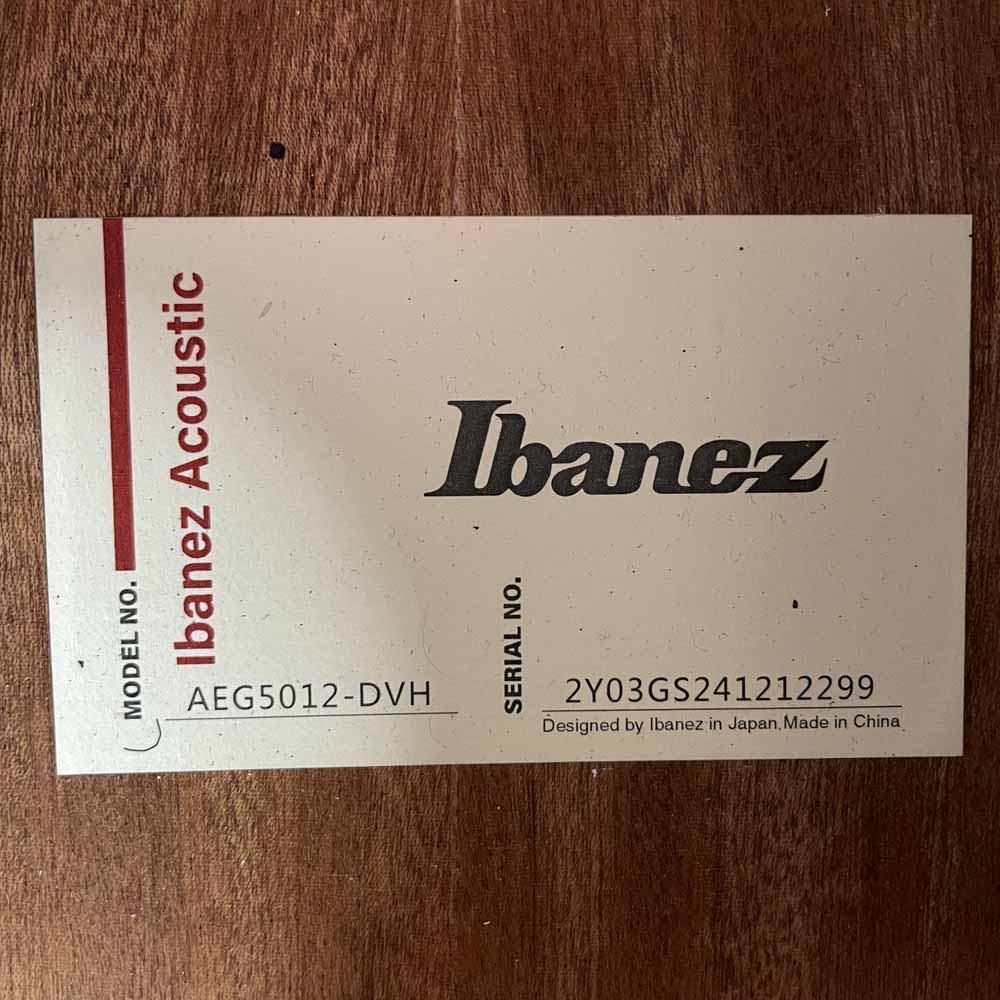 Ibanez Acoustic
Ibanez
MODEL NO.
AEG5012-DVH
SERIAL NO.
2Y03GS241212299
Designed by Ibanez in Japan,Made in China